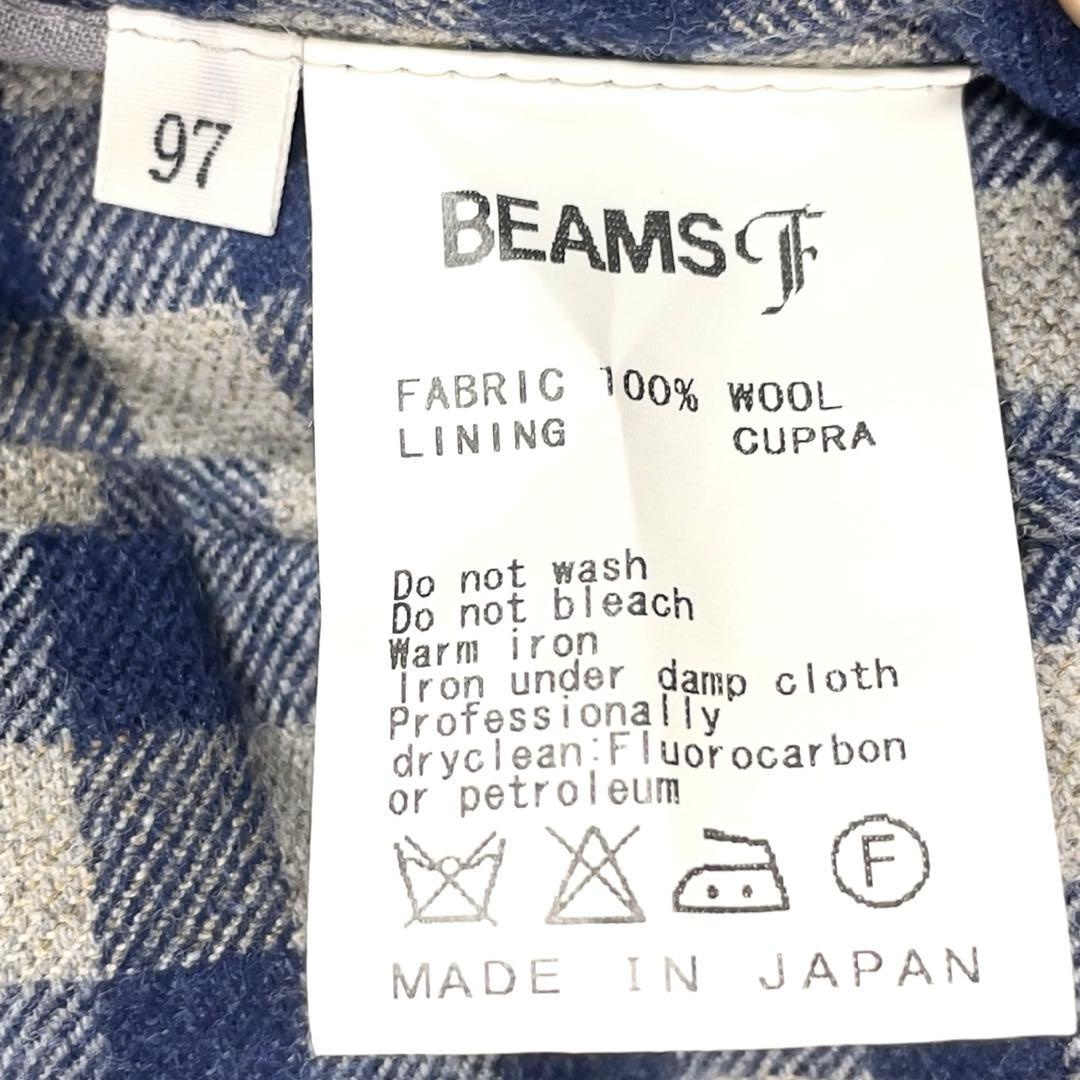 97
BEAMS F
FABRIC 100% WOOL
LINING CUPRA
Do not wash
Do not bleach
Warm iron
Iron under damp cloth
Professionally
dryclean:Fluorocarbon
or petroleum
F
MADE IN JAPAN